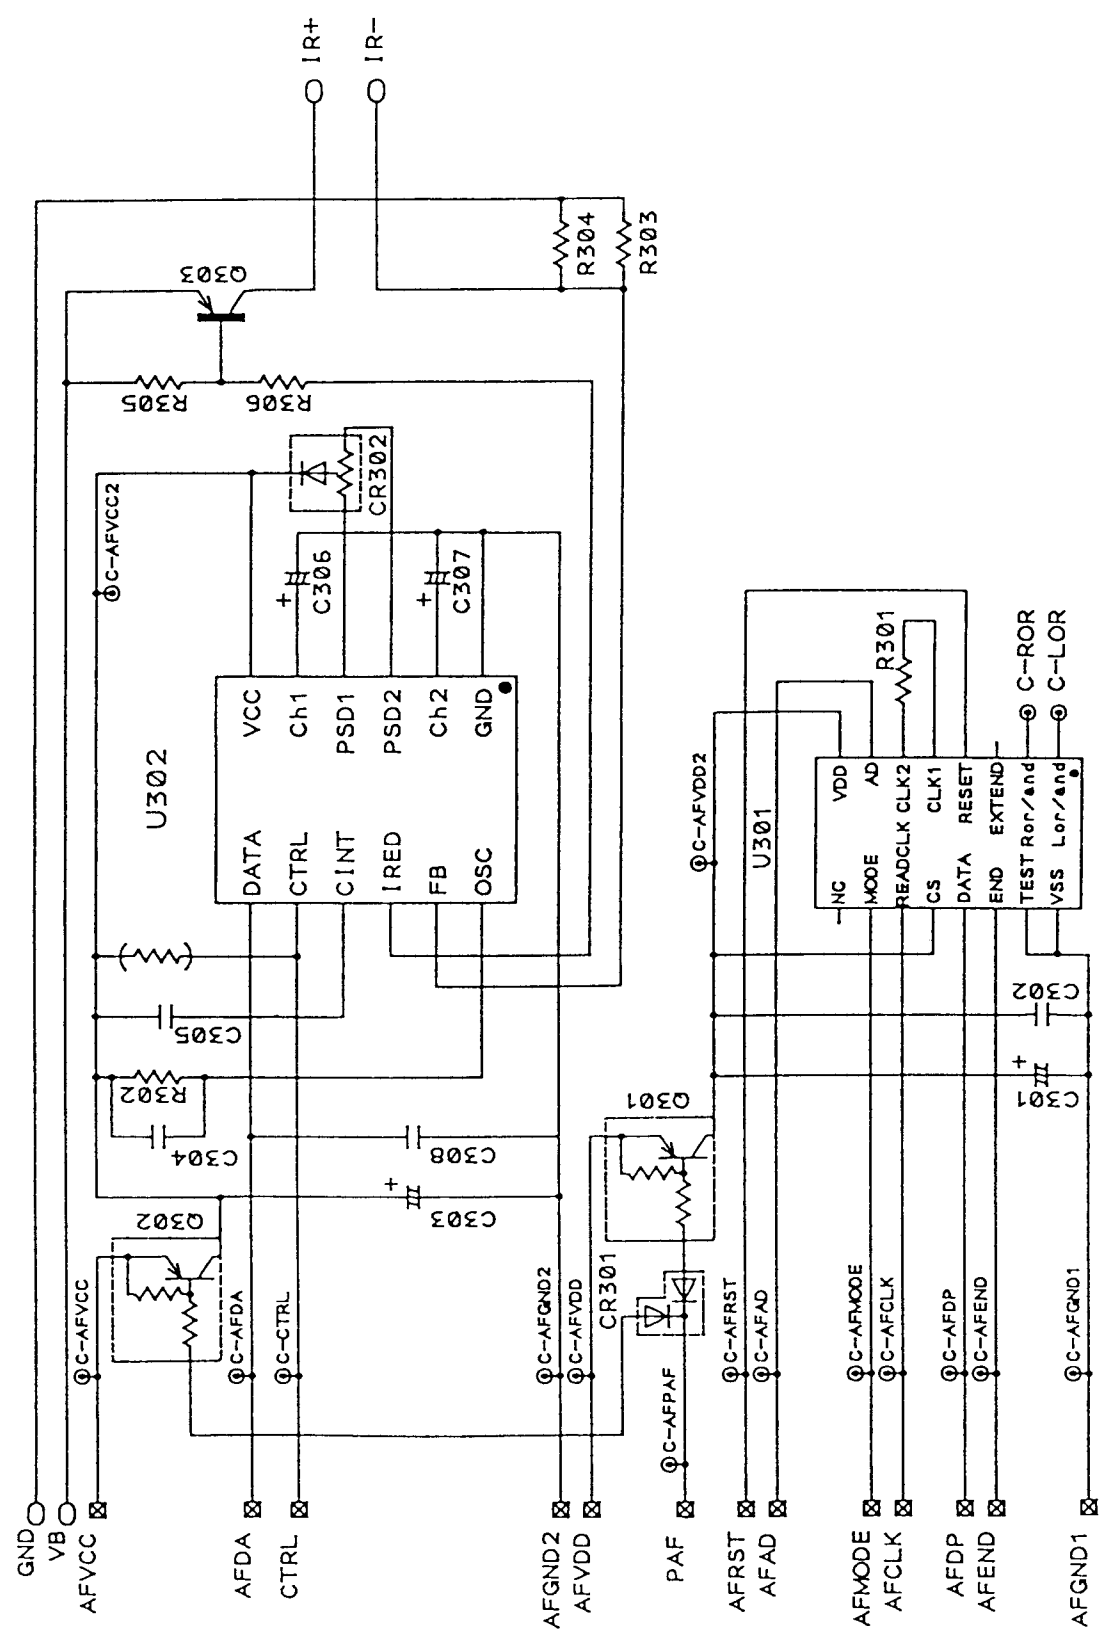 IR+
IR-
R304
R303
Q303
R305
R306
CR302
C-AFVCC2
C306
C307
VCC
Ch1
PSD1
PSD2
Ch2
GND
U302
DATA
CTRL
CINT
IRED
FB
OSC
C305
R302
C304
C308
C303
Q302
C-AFVCC
C-AFDA
C-CTRL
C-AFGND2
C-AFVDD
GND
VB
AFVCC
AFDA
CTRL
AFGND2
AFVDD
R301
C-ROR
C-LOR
C-AFVDD2
U301
VDD
AD
CLK2
CLK1
RESET
EXTEND
Ror/and
Lor/and
NC
MODE
READCLK
CS
DATA
END
TEST
VSS
C302
C301
Q301
CR301
C-AFPAF
C-AFRST
C-AFAD
C-AFMODE
C-AFCLK
C-AFDP
C-AFEND
C-AFGND1
PAF
AFRST
AFAD
AFMODE
AFCLK
AFDP
AFEND
AFGND1